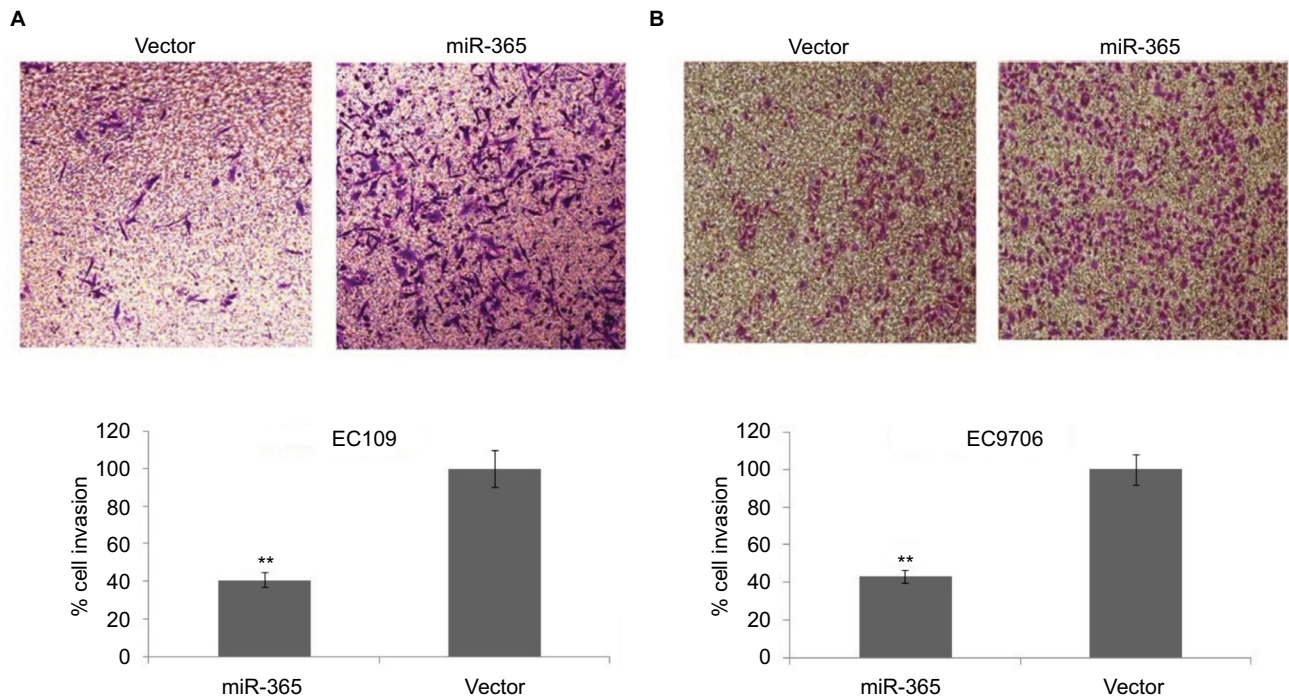 A
Vector
miR-365
B
Vector
miR-365
EC109
% cell invasion
120
100
80
60
40
20
0
**
miR-365
Vector
EC9706
% cell invasion
120
100
80
60
40
20
0
**
miR-365
Vector